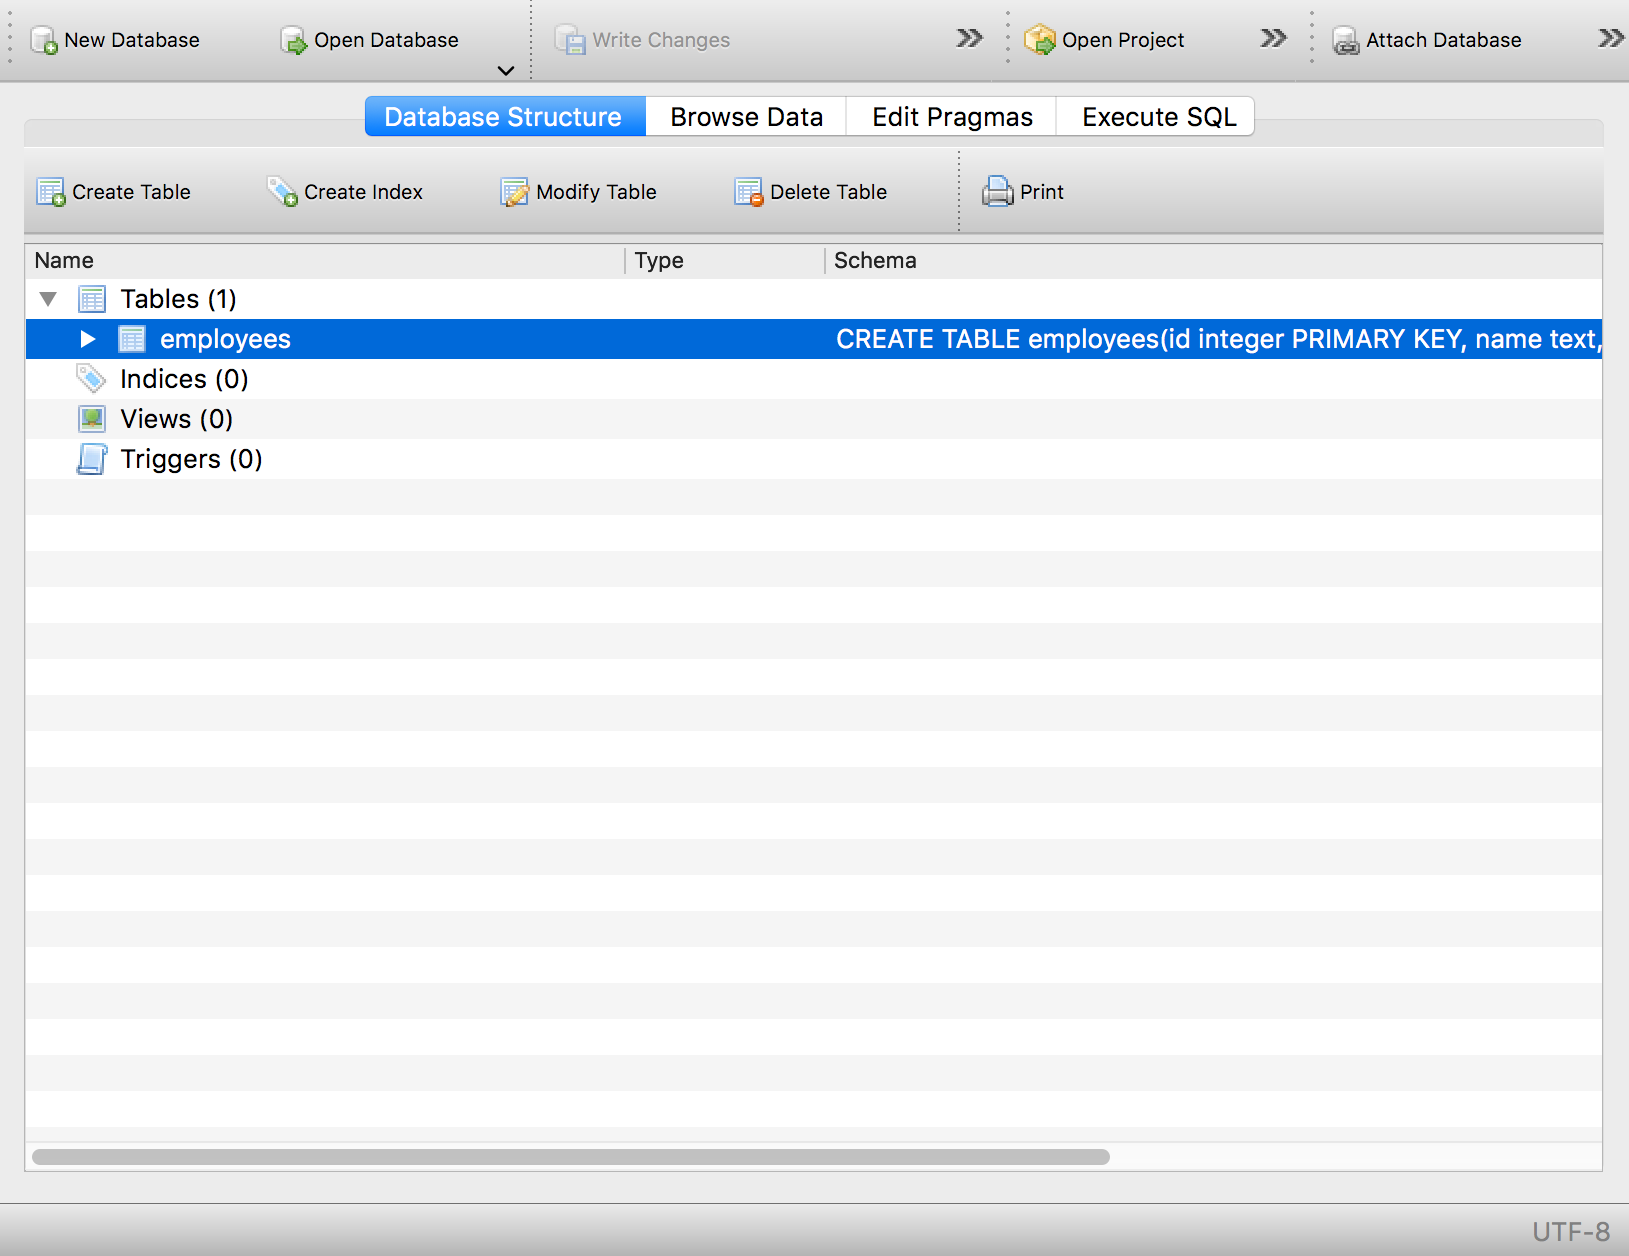 New Database Open Database Write Changes Open Project Attach Database
Database Structure Browse Data Edit Pragmas Execute SQL
Create Table Create Index Modify Table Delete Table Print
Name Type Schema
Tables (1)
employees CREATE TABLE employees(id integer PRIMARY KEY, name text,
Indices (0)
Views (0)
Triggers (0)
UTF-8